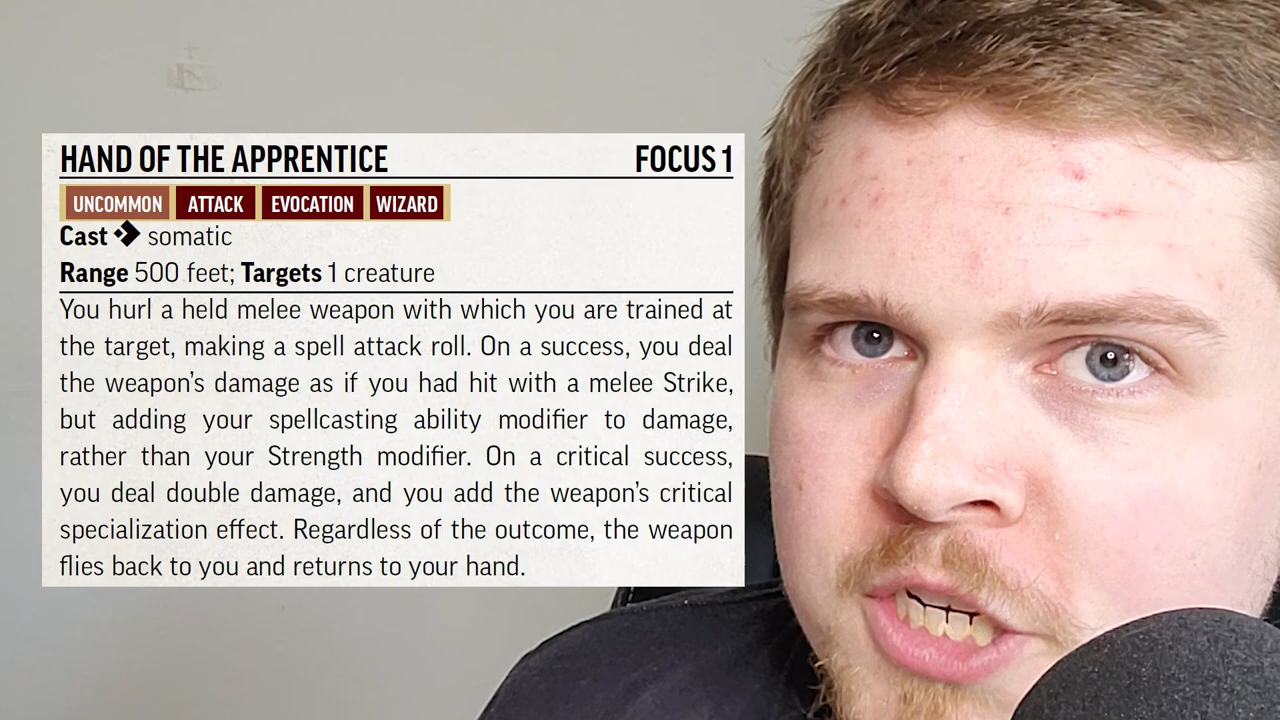 HAND OF THE APPRENTICE FOCUS 1
UNCOMMON ATTACK EVOCATION WIZARD
Cast somatic
Range 500 feet; Targets 1 creature
You hurl a held melee weapon with which you are trained at
the target, making a spell attack roll. On a success, you deal
the weapon's damage as if you had hit with a melee Strike,
but adding your spellcasting ability modifier to damage,
rather than your Strength modifier. On a critical success,
you deal double damage, and you add the weapon's critical
specialization effect. Regardless of the outcome, the weapon
flies back to you and returns to your hand.